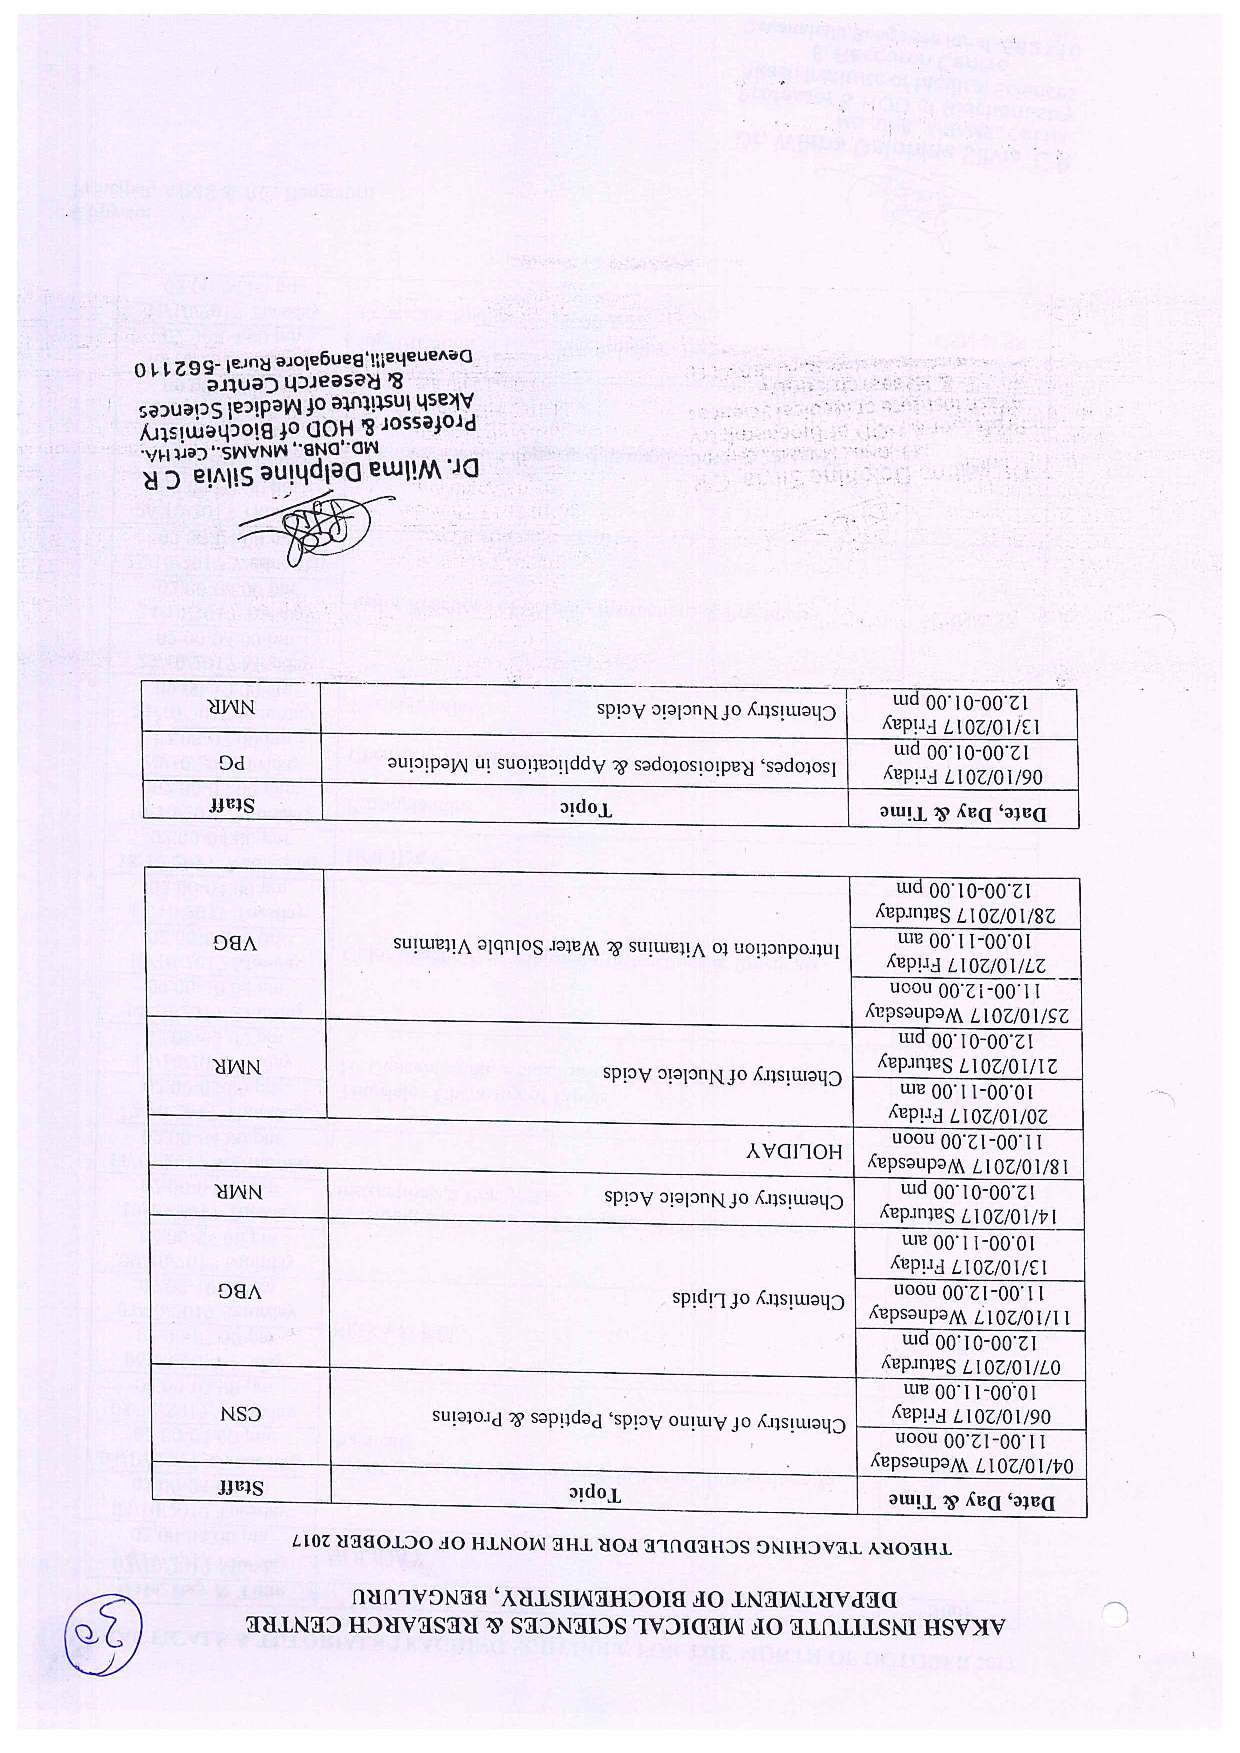 30
AKASH INSTITUTE OF MEDICAL SCIENCES & RESEARCH CENTRE
DEPARTMENT OF BIOCHEMISTRY, BENGALURU
THEORY TEACHING SCHEDULE FOR THE MONTH OF OCTOBER 2017
Date, Day & Time Topic Staff
04/10/2017 Wednesday
11.00-12.00 noon
06/10/2017 Friday
10.00-11.00 am
Chemistry of Amino Acids, Peptides & Proteins CSN
07/10/2017 Saturday
12.00-01.00 pm
11/10/2017 Wednesday
11.00-12.00 noon
13/10/2017 Friday
10.00-11.00 am
Chemistry of Lipids VBG
14/10/2017 Saturday
12.00-01.00 pm
Chemistry of Nucleic Acids NMR
18/10/2017 Wednesday
11.00-12.00 noon
HOLIDAY
20/10/2017 Friday
10.00-11.00 am
21/10/2017 Saturday
12.00-01.00 pm
Chemistry of Nucleic Acids NMR
25/10/2017 Wednesday
11.00-12.00 noon
27/10/2017 Friday
10.00-11.00 am
28/10/2017 Saturday
12.00-01.00 pm
Introduction to Vitamins & Water Soluble Vitamins VBG
Date, Day & Time Topic Staff
06/10/2017 Friday
12.00-01.00 pm
Isotopes, Radioisotopes & Applications in Medicine PG
13/10/2017 Friday
12.00-01.00 pm
Chemistry of Nucleic Acids NMR
Dr. Wilma Delphine Silvia C R
MD.,DNB., MNAMS., Cert HA.
Professor & HOD of Biochemistry
Akash Institute of Medical Sciences
& Research Centre
Devanahalli,Bangalore Rural -562110